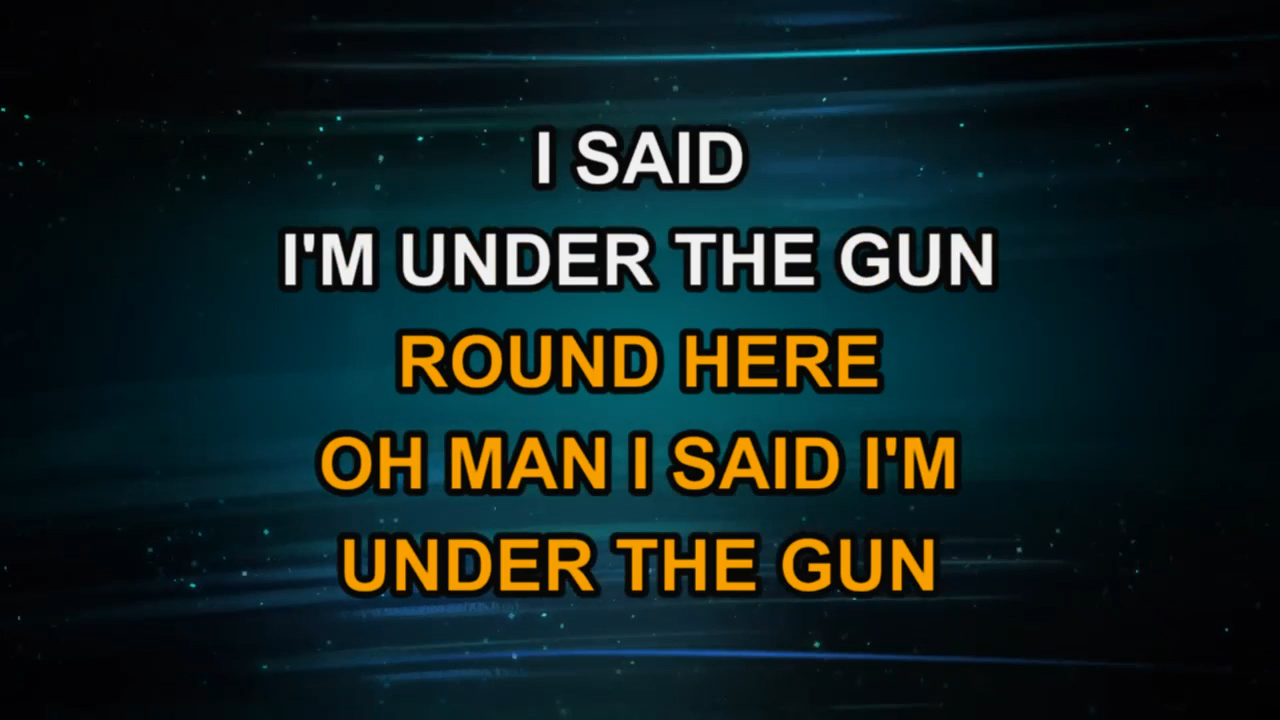 I SAID
I'M UNDER THE GUN
ROUND HERE
OH MAN I SAID I'M
UNDER THE GUN